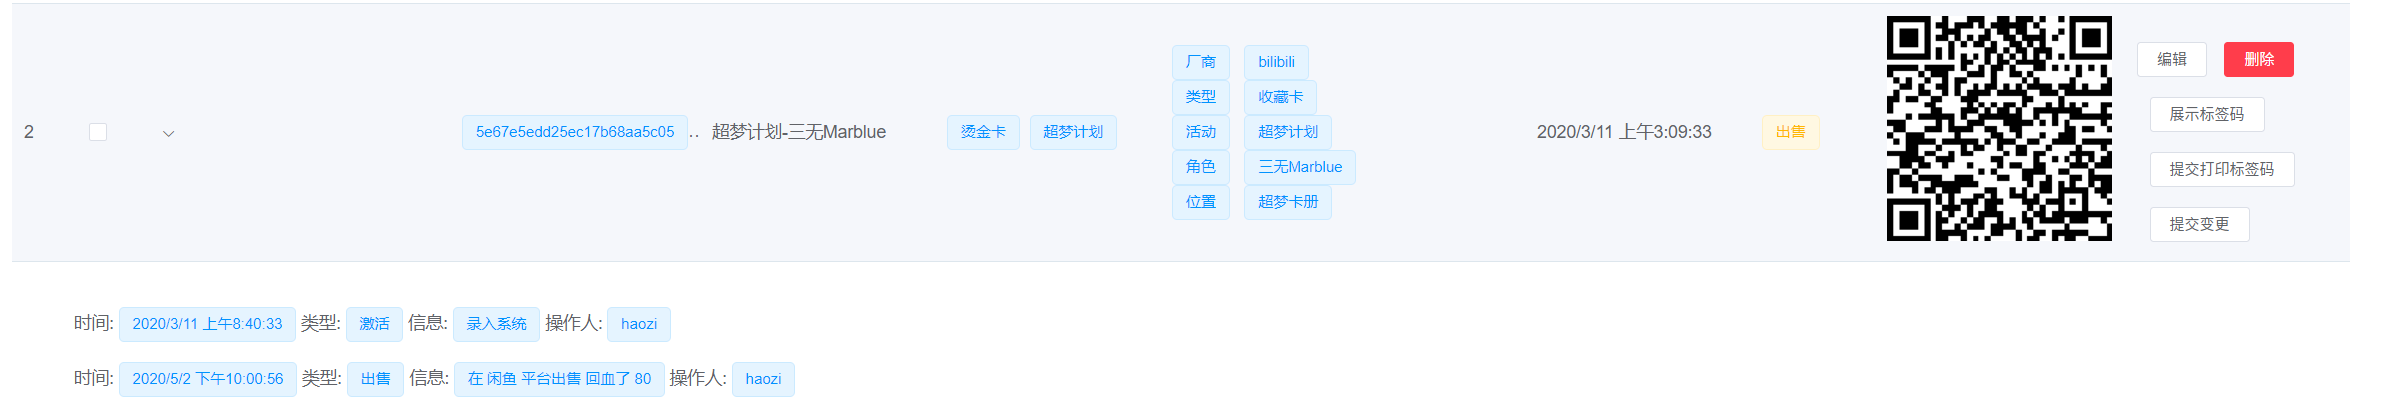 厂商 bilibili
编辑 删除
类型 收藏卡
展示标签码
2 5e67e5edd25ec17b68aa5c05 .. 超梦计划-三无Marblue 烫金卡 超梦计划 活动 超梦计划 2020/3/11 上午3:09:33 出售
角色 三无Marblue
提交打印标签码
位置 超梦卡册
提交变更
时间: 2020/3/11 上午8:40:33 类型: 激活 信息: 录入系统 操作人: haozi
时间: 2020/5/2 下午10:00:56 类型: 出售 信息: 在 闲鱼 平台出售 回血了 80 操作人: haozi